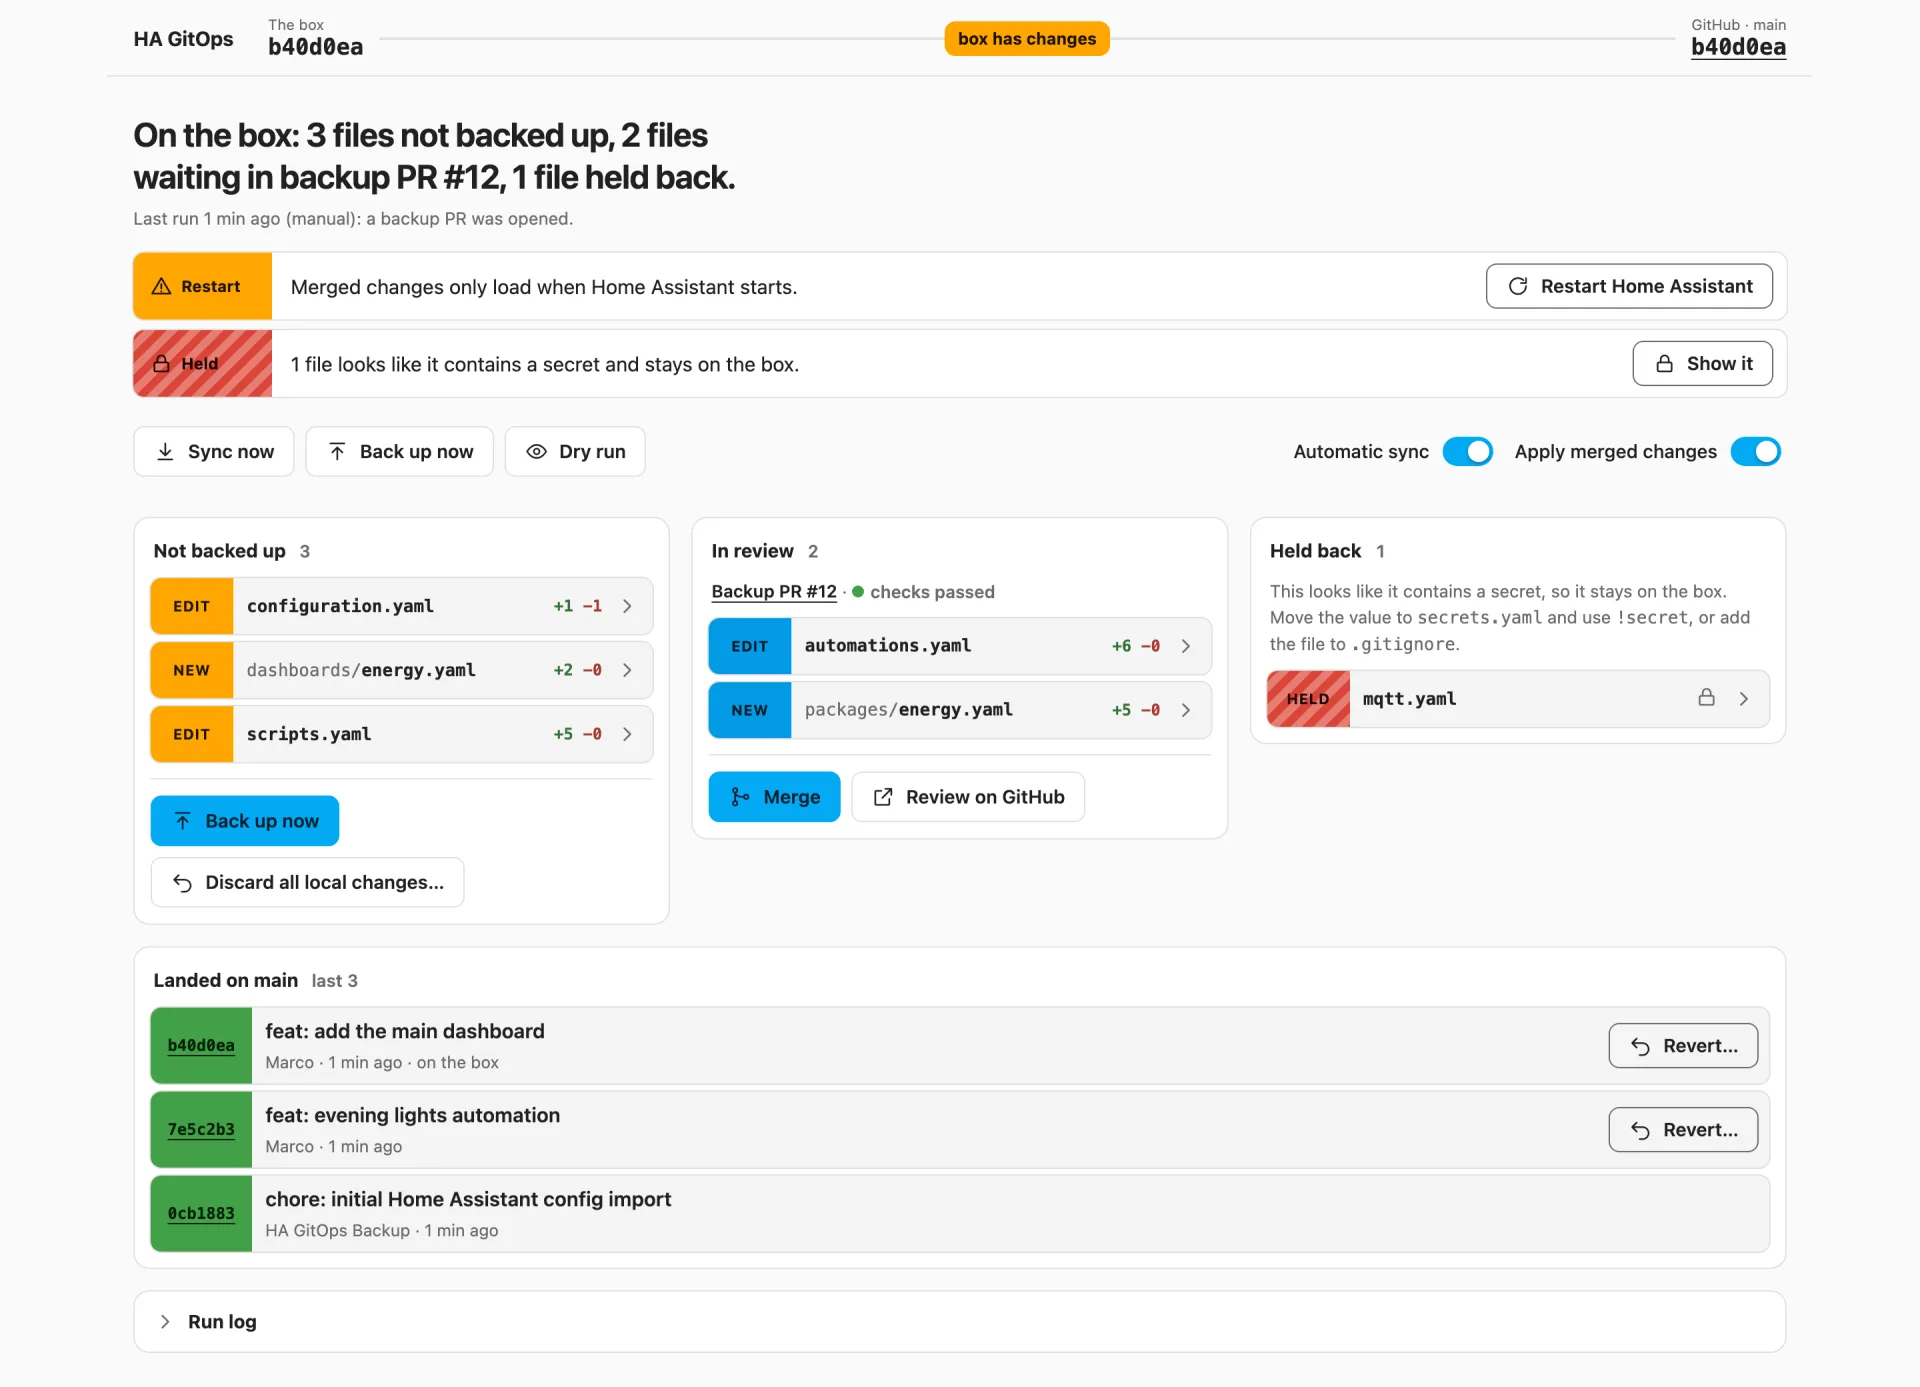 HA GitOps
The box
b40d0ea
box has changes
GitHub · main
b40d0ea
On the box: 3 files not backed up, 2 files
waiting in backup PR #12, 1 file held back.
Last run 1 min ago (manual): a backup PR was opened.
Restart
Merged changes only load when Home Assistant starts.
Restart Home Assistant
Held
1 file looks like it contains a secret and stays on the box.
Show it
Sync now
Back up now
Dry run
Automatic sync
Apply merged changes
Not backed up 3
EDIT configuration.yaml +1 −1
NEW dashboards/energy.yaml +2 −0
EDIT scripts.yaml +5 −0
Back up now
Discard all local changes...
In review 2
Backup PR #12 · checks passed
EDIT automations.yaml +6 −0
NEW packages/energy.yaml +5 −0
Merge
Review on GitHub
Held back 1
This looks like it contains a secret, so it stays on the box.
Move the value to secrets.yaml and use !secret, or add
the file to .gitignore.
HELD mqtt.yaml
Landed on main last 3
b40d0ea
feat: add the main dashboard
Marco · 1 min ago · on the box
Revert...
7e5c2b3
feat: evening lights automation
Marco · 1 min ago
Revert...
0cb1883
chore: initial Home Assistant config import
HA GitOps Backup · 1 min ago
Run log